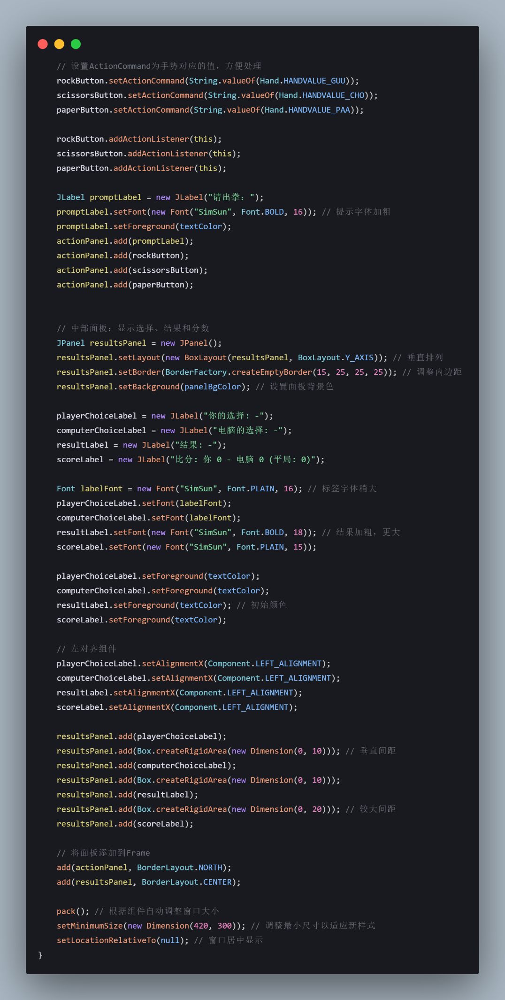 // 设置ActionCommand为手势对应的值，方便处理
rockButton.setActionCommand(String.valueOf(Hand.HANDVALUE_GUU));
scissorsButton.setActionCommand(String.valueOf(Hand.HANDVALUE_CHO));
paperButton.setActionCommand(String.valueOf(Hand.HANDVALUE_PAA));
rockButton.addActionListener(this);
scissorsButton.addActionListener(this);
paperButton.addActionListener(this);
JLabel promptLabel = new JLabel("请出拳：");
promptLabel.setFont(new Font("SimSun", Font.BOLD, 16)); // 提示字体加粗
promptLabel.setForeground(textColor);
actionPanel.add(promptLabel);
actionPanel.add(rockButton);
actionPanel.add(scissorsButton);
actionPanel.add(paperButton);
// 中部面板：显示选择、结果和分数
JPanel resultsPanel = new JPanel();
resultsPanel.setLayout(new BoxLayout(resultsPanel, BoxLayout.Y_AXIS)); // 垂直排列
resultsPanel.setBorder(BorderFactory.createEmptyBorder(15, 25, 25, 25)); // 调整内边距
resultsPanel.setBackground(panelBgColor); // 设置面板背景色
playerChoiceLabel = new JLabel("你的选择: -");
computerChoiceLabel = new JLabel("电脑的选择: -");
resultLabel = new JLabel("结果: -");
scoreLabel = new JLabel("比分: 你 0 - 电脑 0 (平局: 0)");
Font labelFont = new Font("SimSun", Font.PLAIN, 16); // 标签字体稍大
playerChoiceLabel.setFont(labelFont);
computerChoiceLabel.setFont(labelFont);
resultLabel.setFont(new Font("SimSun", Font.BOLD, 18)); // 结果加粗，更大
scoreLabel.setFont(new Font("SimSun", Font.PLAIN, 15));
playerChoiceLabel.setForeground(textColor);
computerChoiceLabel.setForeground(textColor);
resultLabel.setForeground(textColor); // 初始颜色
scoreLabel.setForeground(textColor);
// 左对齐组件
playerChoiceLabel.setAlignmentX(Component.LEFT_ALIGNMENT);
computerChoiceLabel.setAlignmentX(Component.LEFT_ALIGNMENT);
resultLabel.setAlignmentX(Component.LEFT_ALIGNMENT);
scoreLabel.setAlignmentX(Component.LEFT_ALIGNMENT);
resultsPanel.add(playerChoiceLabel);
resultsPanel.add(Box.createRigidArea(new Dimension(0, 10))); // 垂直间距
resultsPanel.add(computerChoiceLabel);
resultsPanel.add(Box.createRigidArea(new Dimension(0, 10)));
resultsPanel.add(resultLabel);
resultsPanel.add(Box.createRigidArea(new Dimension(0, 20))); // 较大间距
resultsPanel.add(scoreLabel);
// 将面板添加到Frame
add(actionPanel, BorderLayout.NORTH);
add(resultsPanel, BorderLayout.CENTER);
pack(); // 根据组件自动调整窗口大小
setMinimumSize(new Dimension(420, 300)); // 调整最小尺寸以适应新样式
setLocationRelativeTo(null); // 窗口居中显示
}